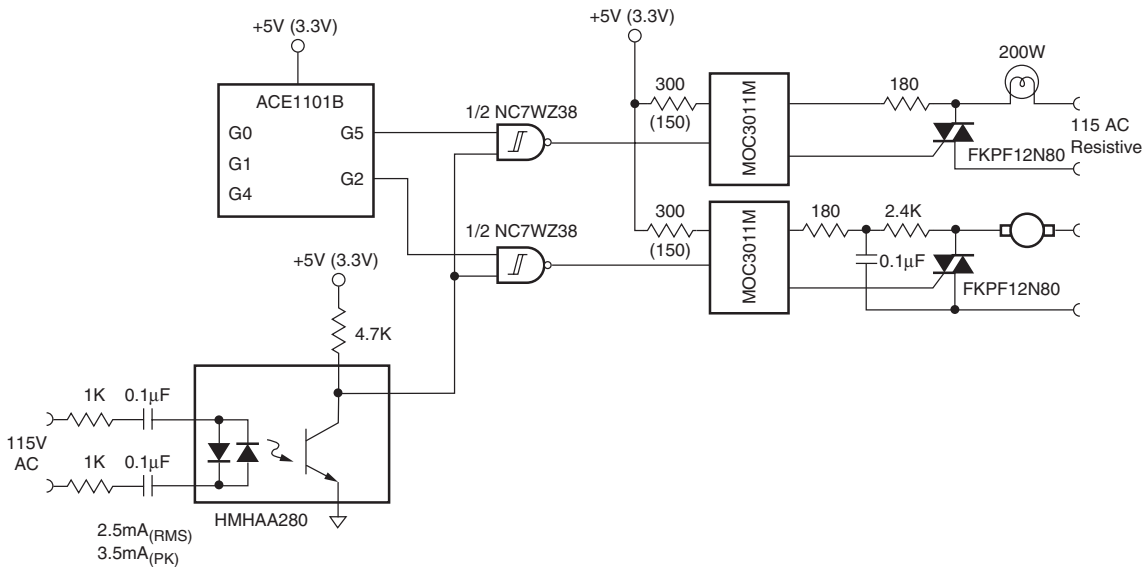 +5V (3.3V)
ACE1101B
G0
G1
G4
G5
G2
1/2 NC7WZ38
1/2 NC7WZ38
+5V (3.3V)
300
(150)
MOC3011M
180
200W
FKPF12N80
115 AC
Resistive
300
(150)
MOC3011M
180
2.4K
0.1μF
FKPF12N80
+5V (3.3V)
4.7K
1K
0.1μF
115V
AC
1K
0.1μF
HMHAA280
2.5mA(RMS)
3.5mA(PK)